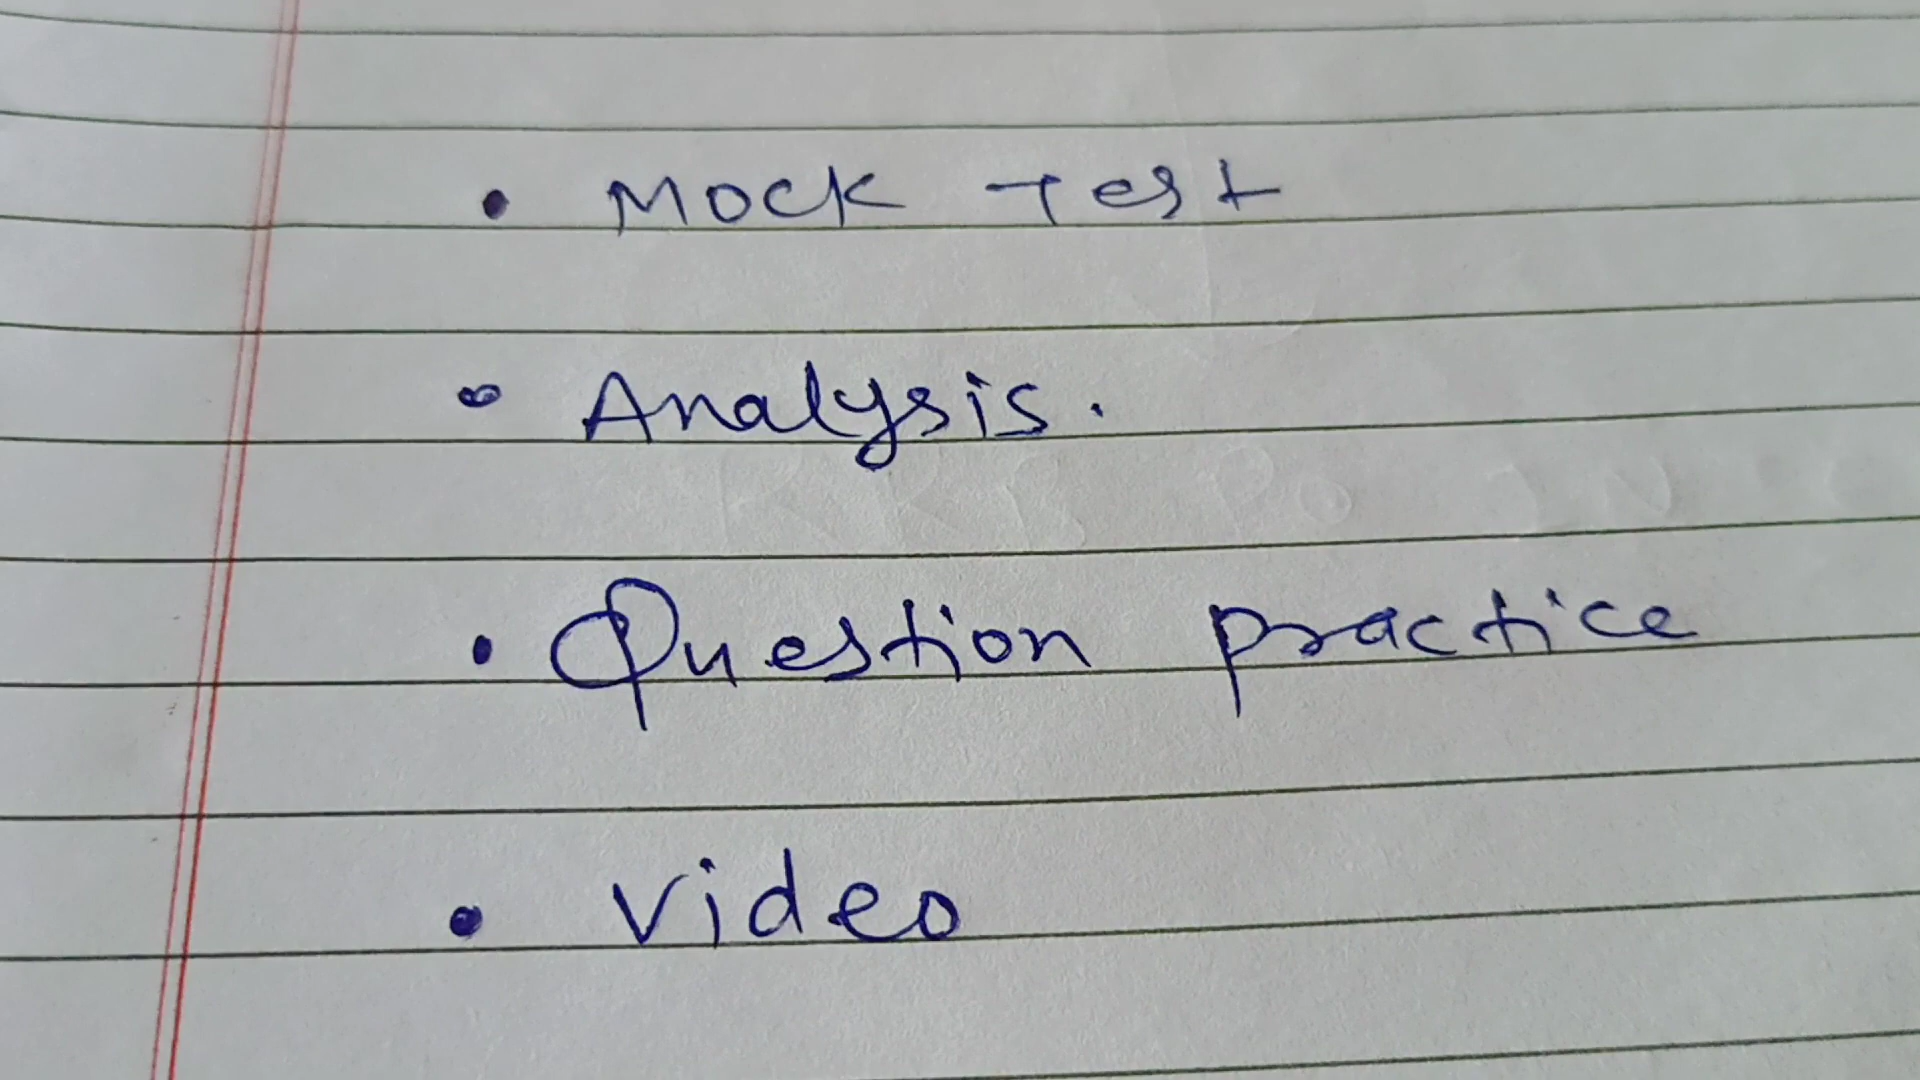 • Mock Test
• Analysis.
• Question practice
• Video